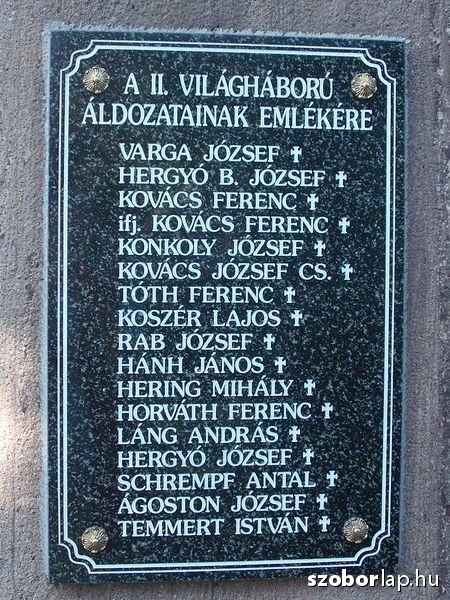 A II. VILÁGHÁBORÚ
ÁLDOZATAINAK EMLÉKÉRE
VARGA JÓZSEF ✝
HERGYÓ B. JÓZSEF ✝
KOVÁCS FERENC ✝
ifj. KOVÁCS FERENC ✝
KONKOLY JÓZSEF ✝
KOVÁCS JÓZSEF CS. ✝
TÓTH FERENC ✝
KOSZÉR LAJOS ✝
RAB JÓZSEF ✝
HÁNH JÁNOS ✝
HERING MIHÁLY ✝
HORVÁTH FERENC ✝
LÁNG ANDRÁS ✝
HERGYÓ JÓZSEF ✝
SCHREMPF ANTAL ✝
ÁGOSTON JÓZSEF ✝
TEMMERT ISTVÁN ✝
szoborlap.hu